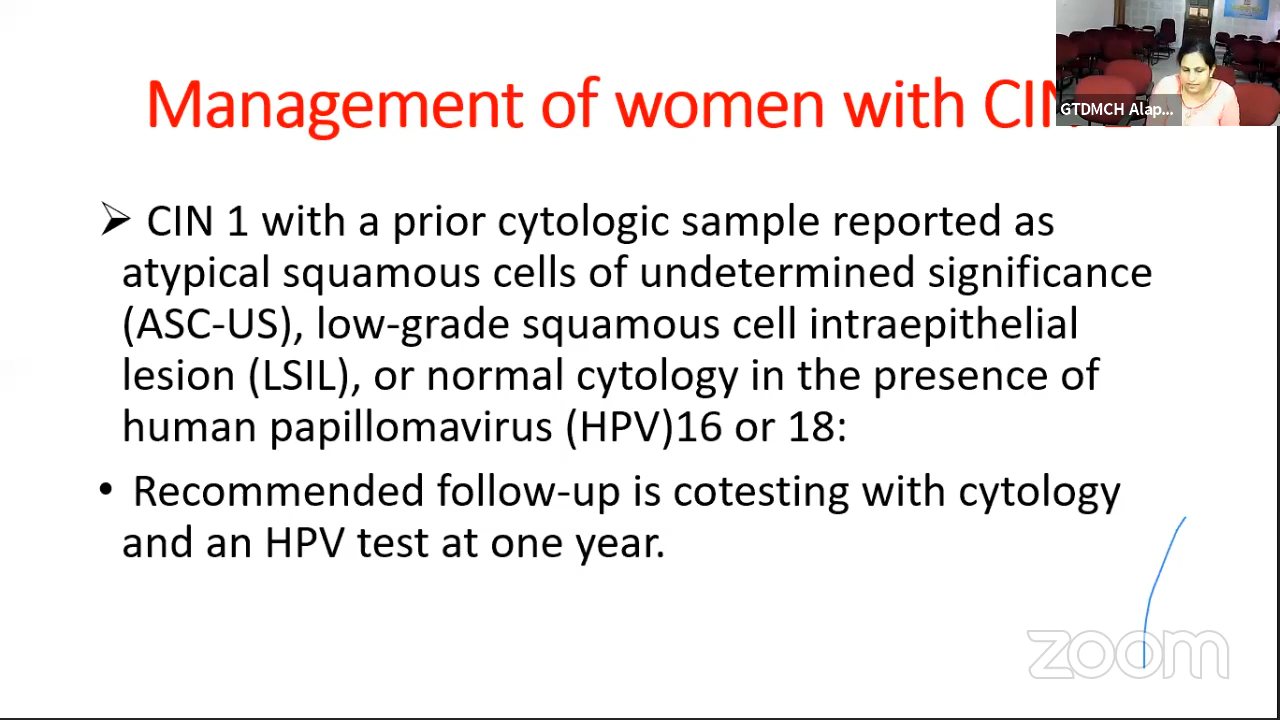 Management of women with CIN
GTDMCH Alap...
➢ CIN 1 with a prior cytologic sample reported as
atypical squamous cells of undetermined significance
(ASC-US), low-grade squamous cell intraepithelial
lesion (LSIL), or normal cytology in the presence of
human papillomavirus (HPV)16 or 18:
• Recommended follow-up is cotesting with cytology
and an HPV test at one year.
zoom